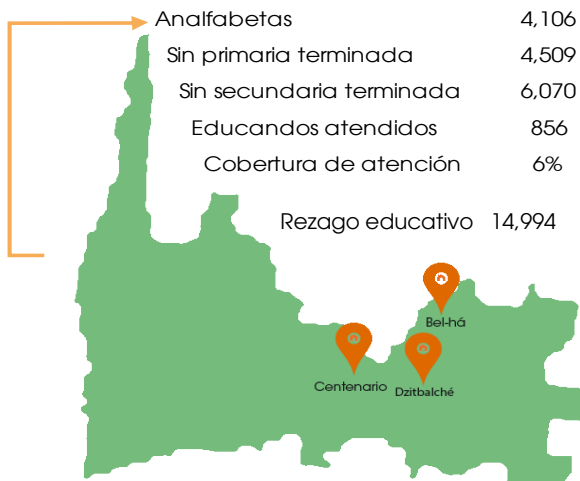 Analfabetas 4,106
Sin primaria terminada 4,509
Sin secundaria terminada 6,070
Educandos atendidos 856
Cobertura de atención 6%
Rezago educativo 14,994
Bel-há
Centenario
Dzitbalché